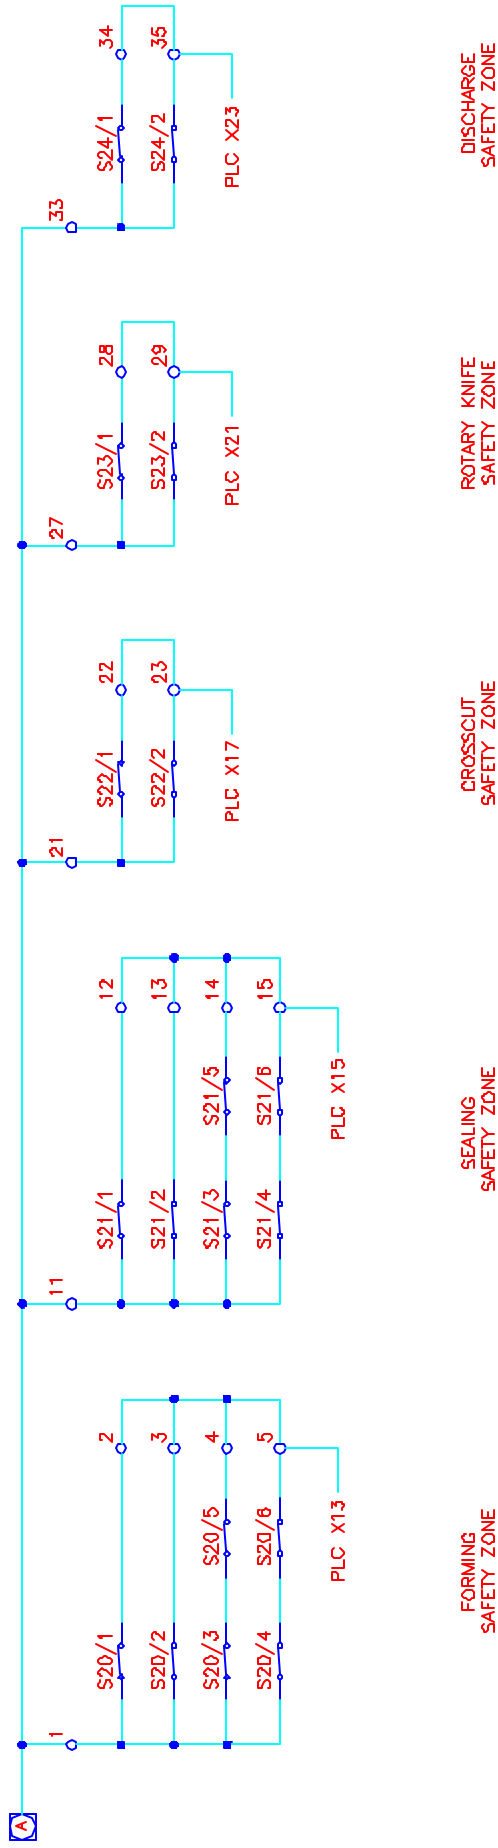 A
1
S20/1
2
S20/2
3
S20/3
S20/5
4
S20/4
S20/6
5
PLC X13
FORMING
SAFETY ZONE
11
S21/1
12
S21/2
13
S21/3
S21/5
14
S21/4
S21/6
15
PLC X15
SEALING
SAFETY ZONE
21
S22/1
22
S22/2
23
PLC X17
CROSSCUT
SAFETY ZONE
27
S23/1
28
S23/2
29
PLC X21
ROTARY KNIFE
SAFETY ZONE
33
S24/1
34
S24/2
35
PLC X23
DISCHARGE
SAFETY ZONE